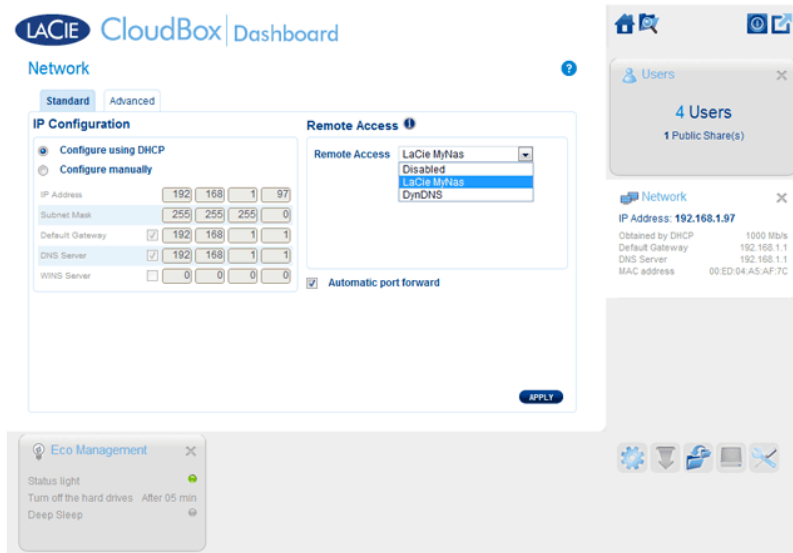 LACIE CloudBox Dashboard
Network
?
Standard Advanced
IP Configuration
Configure using DHCP
Configure manually
IP Address 192 168 1 97
Subnet Mask 255 255 255 0
Default Gateway 192 168 1 1
DNS Server 192 168 1 1
WINS Server 0 0 0 0
Remote Access
Remote Access LaCie MyNas
Disabled
LaCie MyNas
DynDNS
Automatic port forward
APPLY
Users
4 Users
1 Public Share(s)
Network
IP Address: 192.168.1.97
Obtained by DHCP 1000 Mb/s
Default Gateway 192.168.1.1
DNS Server 192.168.1.1
MAC address 00:ED:04:A5:AF:7C
Eco Management
Status light
Turn off the hard drives After 05 min
Deep Sleep